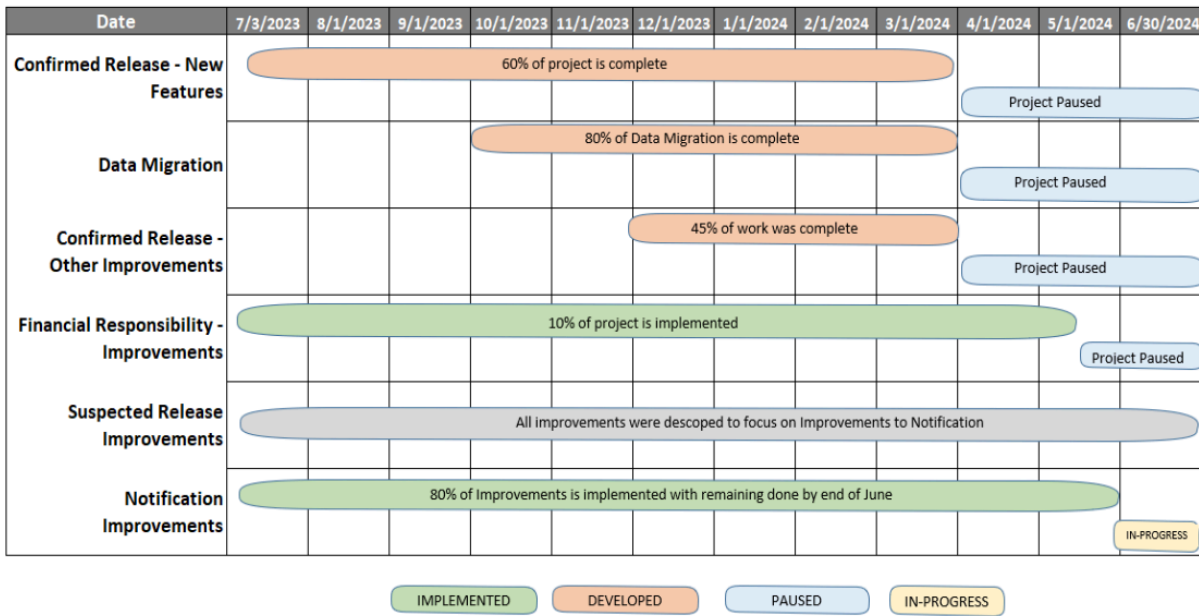 Date 7/3/2023 8/1/2023 9/1/2023 10/1/2023 11/1/2023 12/1/2023 1/1/2024 2/1/2024 3/1/2024 4/1/2024 5/1/2024 6/30/2024
Confirmed Release - New
Features
60% of project is complete
Project Paused
Data Migration
80% of Data Migration is complete
Project Paused
Confirmed Release -
Other Improvements
45% of work was complete
Project Paused
Financial Responsibility -
Improvements
10% of project is implemented
Project Paused
Suspected Release
Improvements
All improvements were descoped to focus on Improvements to Notification
Notification
Improvements
80% of Improvements is implemented with remaining done by end of June
IN-PROGRESS
IMPLEMENTED DEVELOPED PAUSED IN-PROGRESS